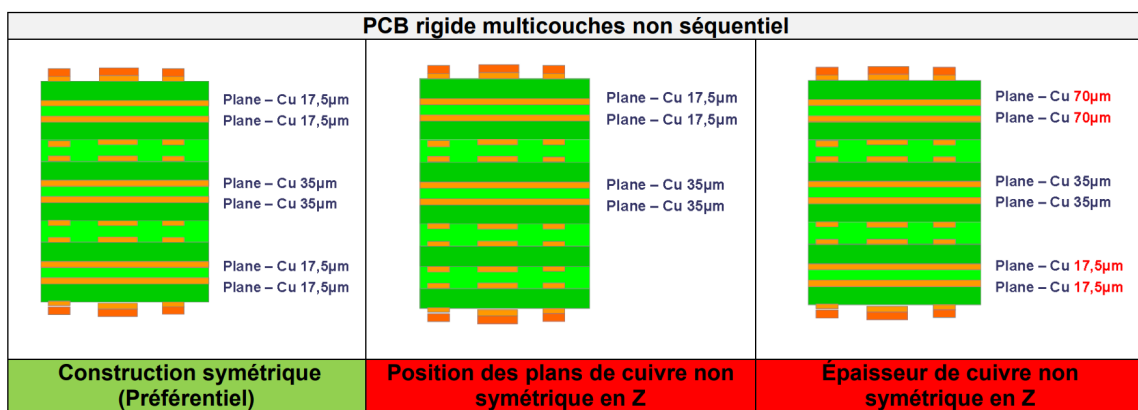 PCB rigide multicouches non séquentiel
Plane – Cu 17,5µm
Plane – Cu 17,5µm
Plane – Cu 35µm
Plane – Cu 35µm
Plane – Cu 17,5µm
Plane – Cu 17,5µm
Plane – Cu 17,5µm
Plane – Cu 17,5µm
Plane – Cu 35µm
Plane – Cu 35µm
Plane – Cu 70µm
Plane – Cu 70µm
Plane – Cu 35µm
Plane – Cu 35µm
Plane – Cu 17,5µm
Plane – Cu 17,5µm
Construction symétrique
(Préférentiel)
Position des plans de cuivre non
symétrique en Z
Épaisseur de cuivre non
symétrique en Z